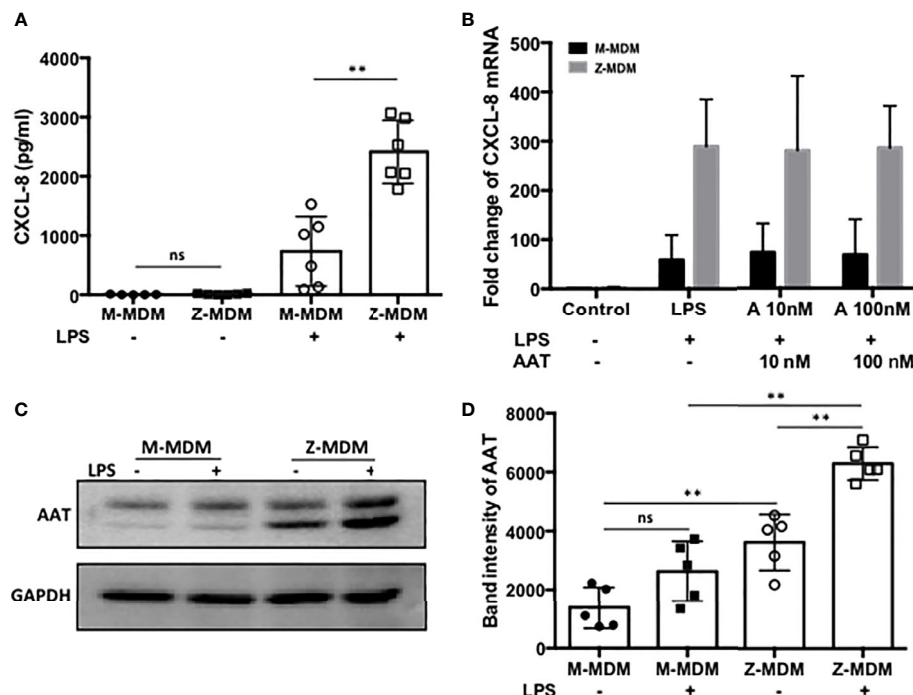 A
CXCL-8 (pg/ml)
4000
3000
2000
1000
0
ns
**
M-MDM Z-MDM M-MDM Z-MDM
LPS - - + +
B
Fold change of CXCL-8 mRNA
500
400
300
200
100
0
M-MDM
Z-MDM
Control LPS A 10nM A 100nM
LPS - + + +
AAT - - 10 nM 100 nM
C
M-MDM Z-MDM
LPS - + - +
AAT
GAPDH
D
Band intensity of AAT
8000
6000
4000
2000
0
**
**
**
ns
M-MDM M-MDM Z-MDM Z-MDM
LPS - + - +